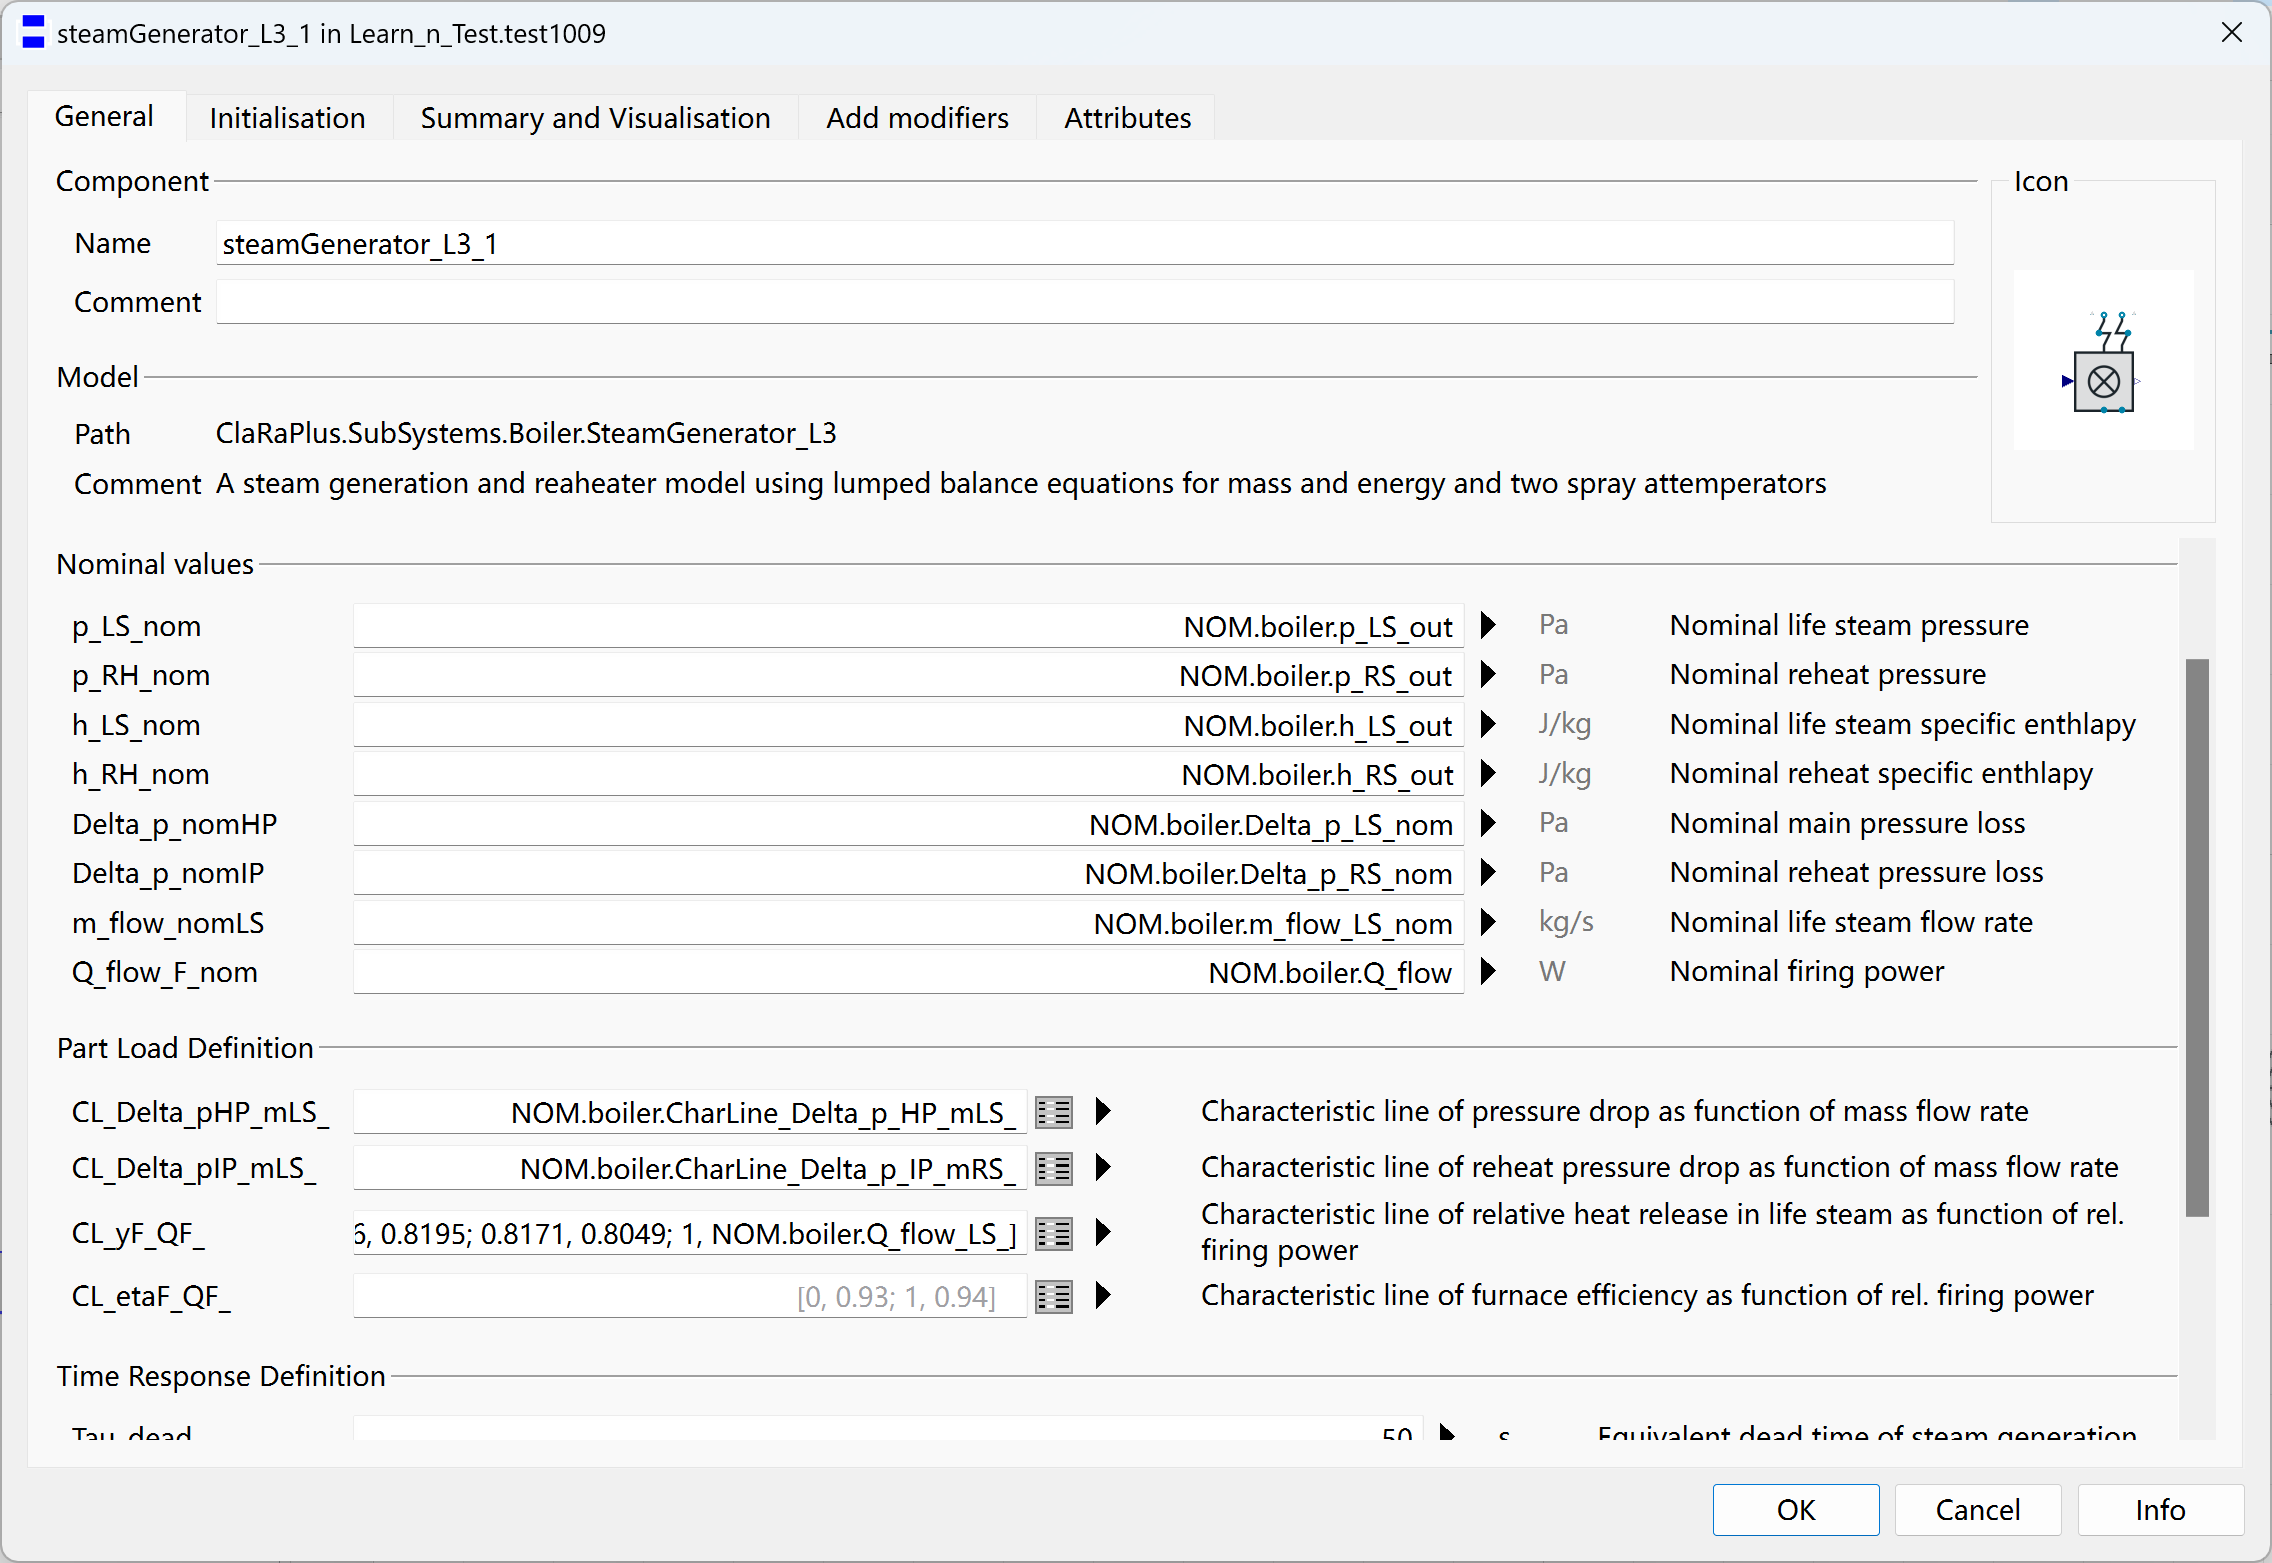 steamGenerator_L3_1 in Learn_n_Test.test1009
General Initialisation Summary and Visualisation Add modifiers Attributes
Component
Icon
Name steamGenerator_L3_1
Comment
Model
Path ClaRaPlus.SubSystems.Boiler.SteamGenerator_L3
Comment A steam generation and reaheater model using lumped balance equations for mass and energy and two spray attemperators
Nominal values
p_LS_nom NOM.boiler.p_LS_out Pa Nominal life steam pressure
p_RH_nom NOM.boiler.p_RS_out Pa Nominal reheat pressure
h_LS_nom NOM.boiler.h_LS_out J/kg Nominal life steam specific enthlapy
h_RH_nom NOM.boiler.h_RS_out J/kg Nominal reheat specific enthlapy
Delta_p_nomHP NOM.boiler.Delta_p_LS_nom Pa Nominal main pressure loss
Delta_p_nomIP NOM.boiler.Delta_p_RS_nom Pa Nominal reheat pressure loss
m_flow_nomLS NOM.boiler.m_flow_LS_nom kg/s Nominal life steam flow rate
Q_flow_F_nom NOM.boiler.Q_flow W Nominal firing power
Part Load Definition
CL_Delta_pHP_mLS_ NOM.boiler.CharLine_Delta_p_HP_mLS_ Characteristic line of pressure drop as function of mass flow rate
CL_Delta_pIP_mLS_ NOM.boiler.CharLine_Delta_p_IP_mRS_ Characteristic line of reheat pressure drop as function of mass flow rate
CL_yF_QF_ 6, 0.8195; 0.8171, 0.8049; 1, NOM.boiler.Q_flow_LS_] Characteristic line of relative heat release in life steam as function of rel.
firing power
CL_etaF_QF_ [0, 0.93; 1, 0.94] Characteristic line of furnace efficiency as function of rel. firing power
Time Response Definition
Tau_dead 50 s Equivalent dead time of steam generation
OK Cancel Info